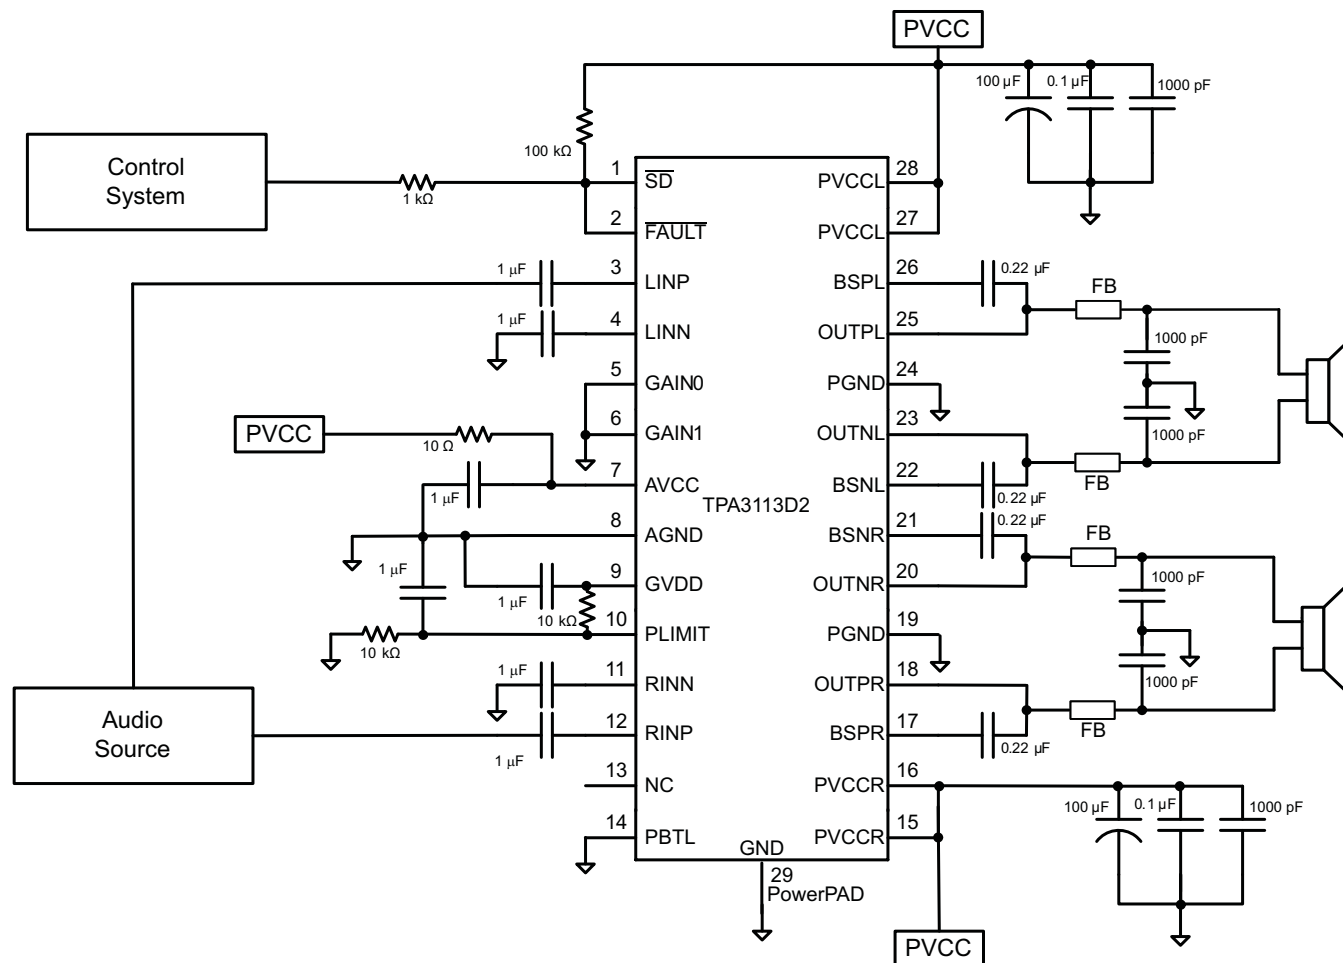 PVCC
100 µF
0.1 µF
1000 pF
Control
System
100 kΩ
1 kΩ
1
SD
PVCCL
28
2
FAULT
PVCCL
27
1 µF
3
LINP
BSPL
26
0.22 µF
FB
1 µF
4
LINN
OUTPL
25
1000 pF
5
GAIN0
PGND
24
6
GAIN1
OUTNL
23
1000 pF
PVCC
10 Ω
7
AVCC
BSNL
22
FB
1 µF
0.22 µF
TPA3113D2
8
AGND
BSNR
21
0.22 µF
FB
1 µF
9
GVDD
OUTNR
20
1000 pF
1 µF
10 kΩ
10
PLIMIT
PGND
19
10 kΩ
1000 pF
1 µF
11
RINN
OUTPR
18
Audio
Source
12
RINP
BSPR
17
FB
1 µF
0.22 µF
13
NC
PVCCR
16
100 µF
0.1 µF
1000 pF
14
PBTL
PVCCR
15
GND
29
PowerPAD
PVCC